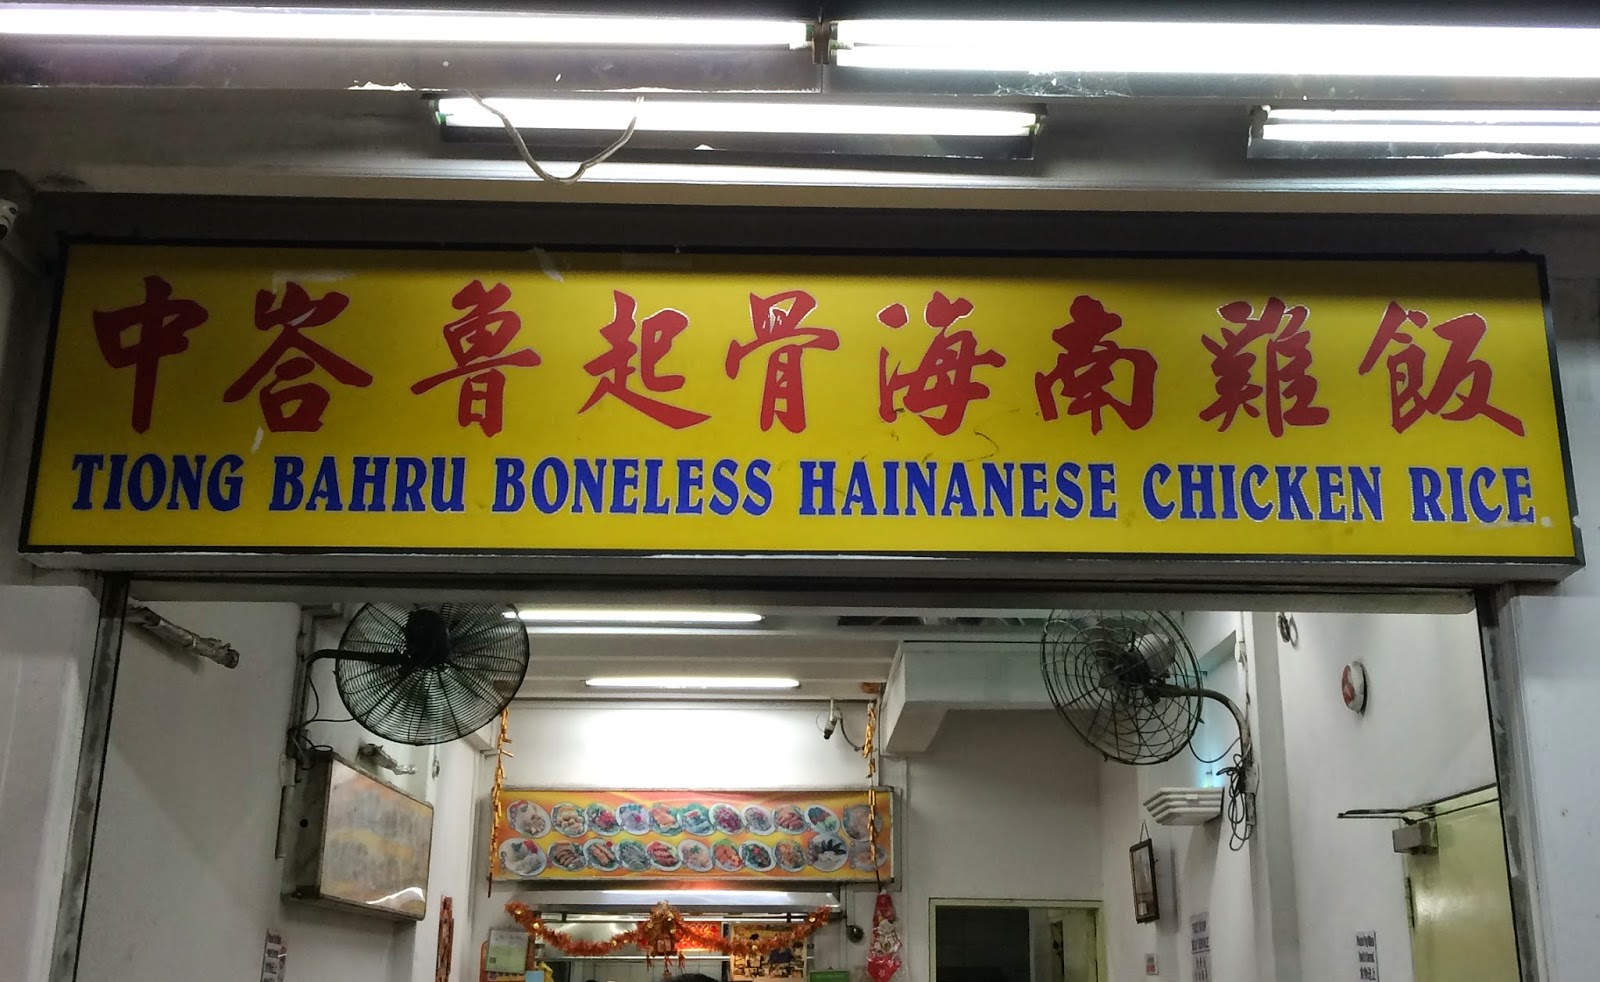 中峇魯起骨海南雞飯
TIONG BAHRU BONELESS HAINANESE CHICKEN RICE